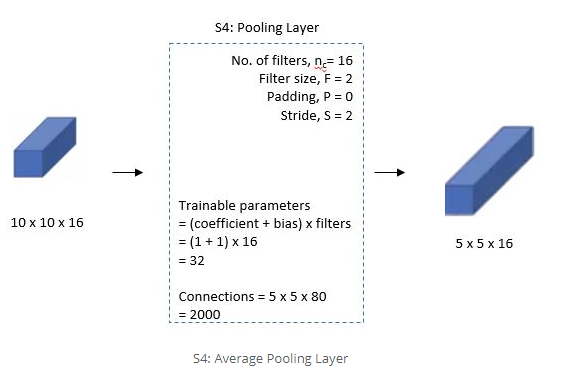 S4: Pooling Layer
No. of filters, nc= 16
Filter size, F = 2
Padding, P = 0
Stride, S = 2
10 x 10 x 16
Trainable parameters
= (coefficient + bias) x filters
= (1 + 1) x 16
= 32
Connections = 5 x 5 x 80
= 2000
5 x 5 x 16
S4: Average Pooling Layer